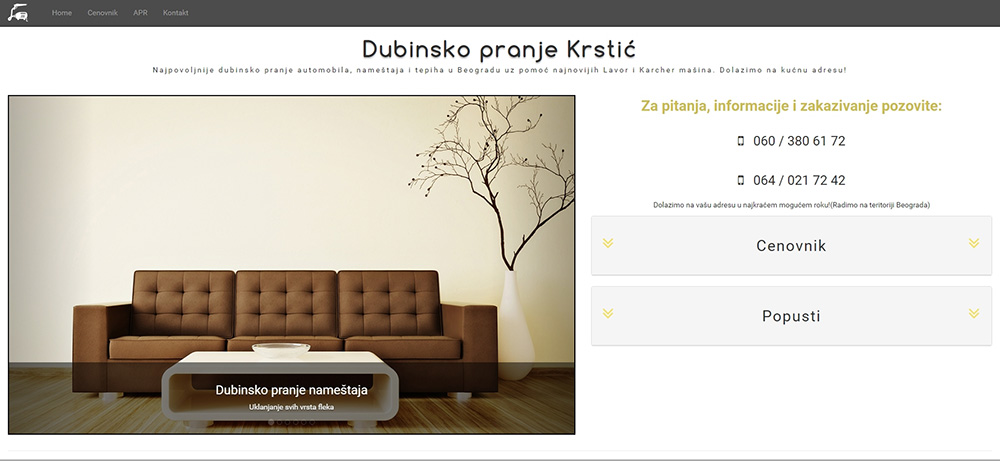 Home Cenovnik APR Kontakt
Dubinsko pranje Krstić
Najpovoljnije dubinsko pranje automobila, nameštaja i tepiha u Beogradu uz pomoć najnovijih Lavor i Karcher mašina. Dolazimo na kućnu adresu!
Za pitanja, informacije i zakazivanje pozovite:
060 / 380 61 72
064 / 021 72 42
Dolazimo na vašu adresu u najkraćem mogućem roku!(Radimo na teritoriji Beograda)
Cenovnik
Popusti
Dubinsko pranje nameštaja
Uklanjanje svih vrsta fleka